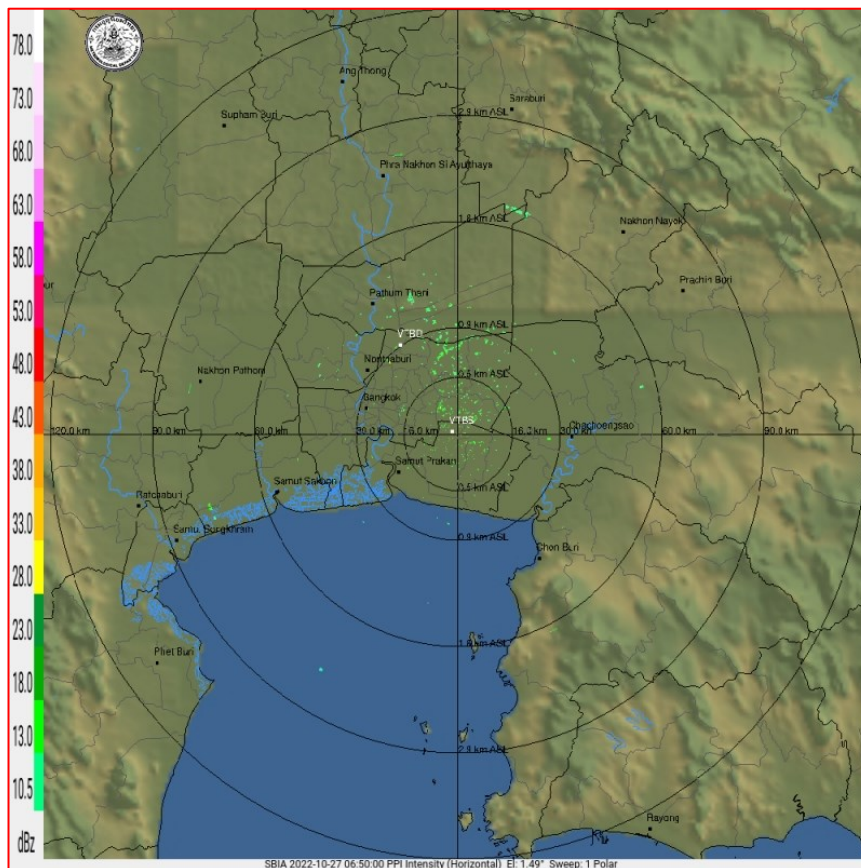 78.0
73.0
68.0
63.0
58.0
53.0
48.0
43.0
38.0
33.0
28.0
23.0
18.0
13.0
10.5
dBz
Ang Thong
Saraburi
2.9 km ASL
Supham Buri
Phra Nakhon Si Ayutthaya
1.8 km ASL
Nakhon Nayok
Prachin Buri
Pathum Thani
0.9 km ASL
VTBD
Nonthaburi
Nakhon Pathom
0.5 km ASL
Bangkok
VTBS
Chachoengsao
120.0 km
90.0 km
60.0 km
30.0 km
16.0 km
30.0 km
60.0 km
90.0 km
Samut Prakan
0.5 km ASL
Samut Sakhon
Ratchaburi
0.9 km ASL
Samut Songkhram
Chon Buri
1.8 km ASL
Phet Buri
2.9 km ASL
Rayong
SBIA 2022-10-27 06:50:00 PPI Intensity (Horizontal) El: 1.49° Sweep: 1 Polar